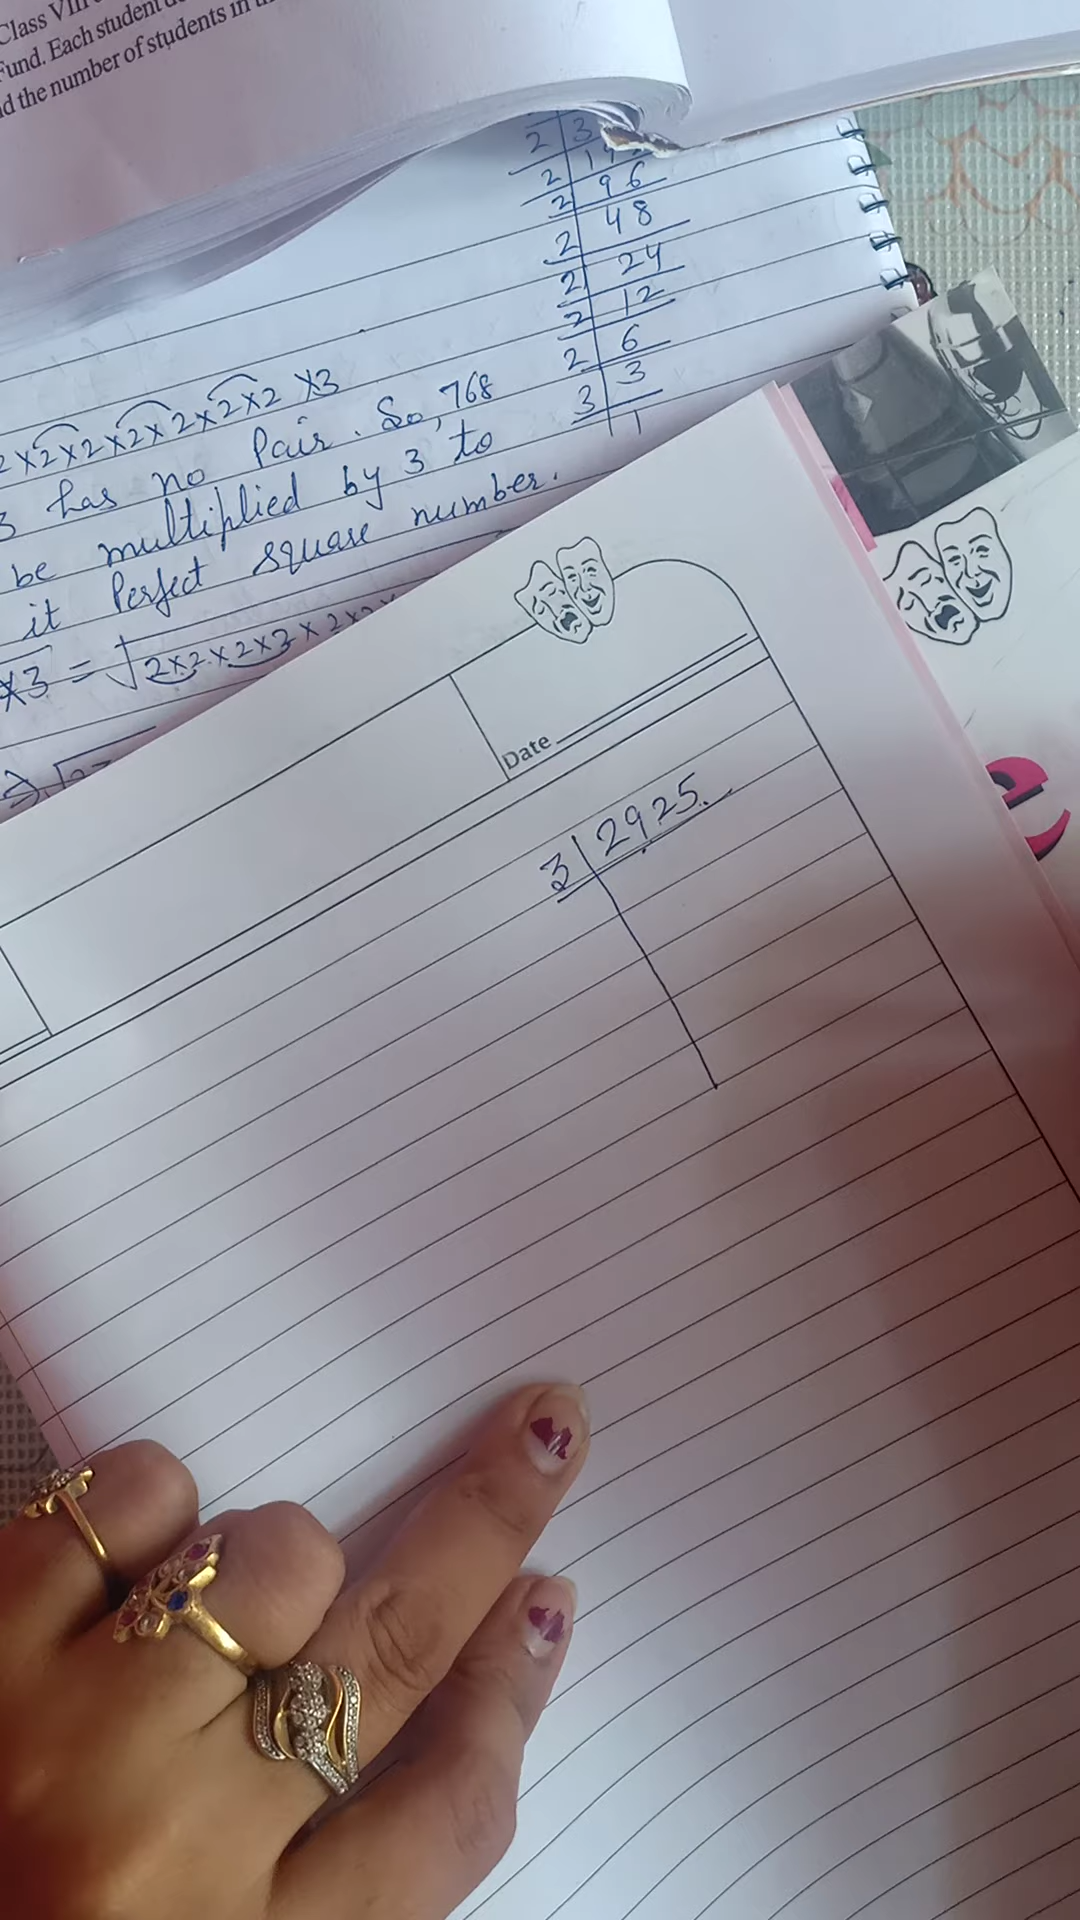 Class VIII
Fund. Each student
the number of students in
2 3
2
2 96
2 48
2 24
2 12
2 6
3 3
1
2×2×2×2×2×2×2 ×3
3 has no Pair. So, 768
be multiplied by 3 to
it Perfect square number.
×3 = √2×2×2×3×2×2
Date
3 2925
e